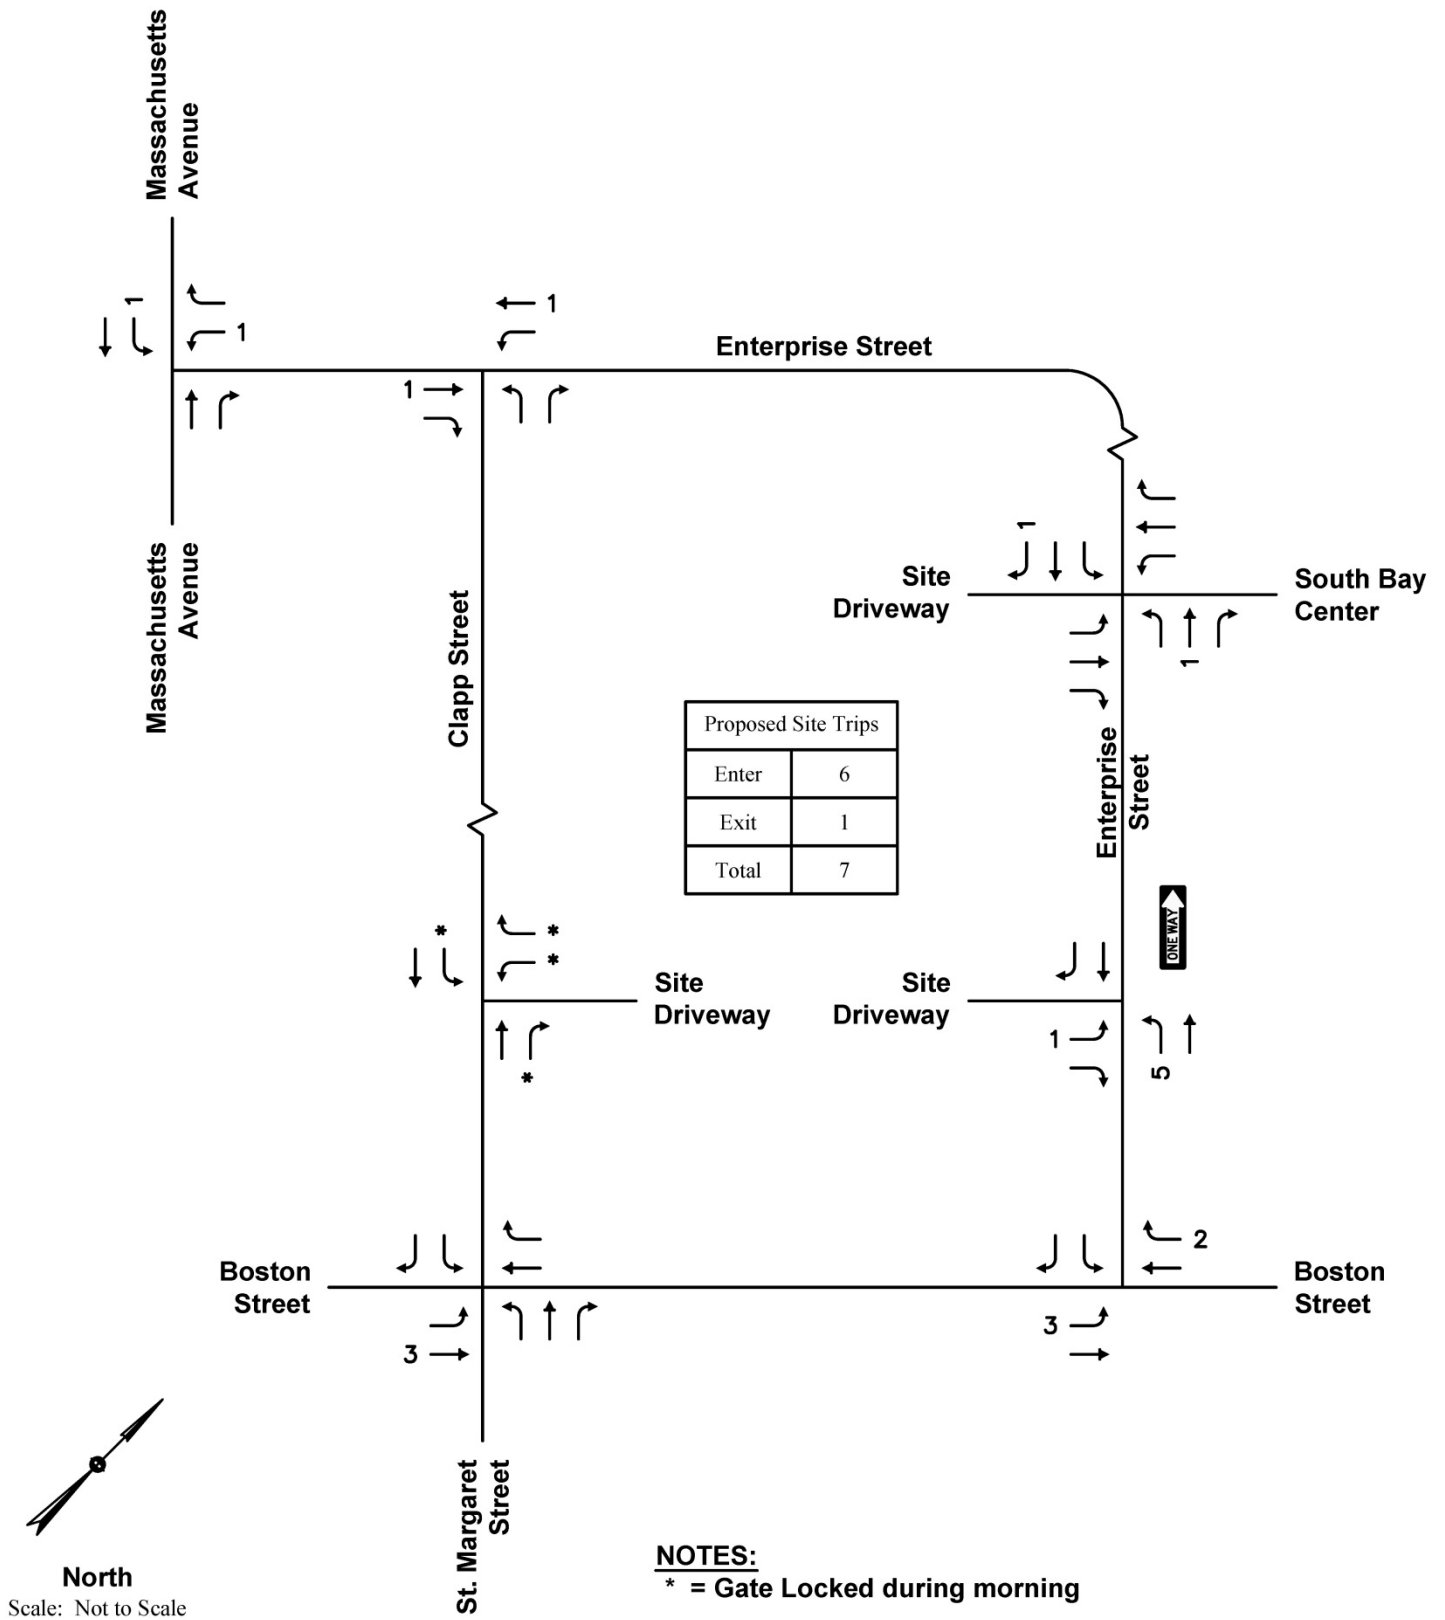 Massachusetts
Avenue
1
1
1
Enterprise Street
1
Massachusetts
Avenue
Clapp Street
1
Site
Driveway
South Bay
Center
1
Proposed Site Trips
Enter 6
Exit 1
Total 7
Enterprise
Street
ONE WAY
*
*
*
Site
Driveway
*
Site
Driveway
1
5
Boston
Street
3
2
3
Boston
Street
St. Margaret
Street
North
Scale: Not to Scale
NOTES:
* = Gate Locked during morning